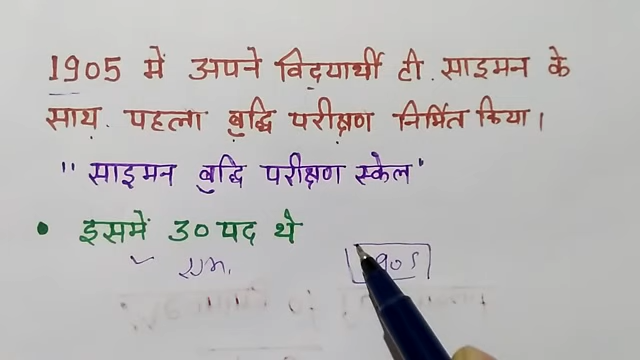 1905 में अपने विद्यार्थी टी. साइमन के
साथ. पहला बुद्धि परीक्षण निर्मित किया।
"साइमन बुद्धि परीक्षण स्केल"
• इसमें 30 पद थे
1905